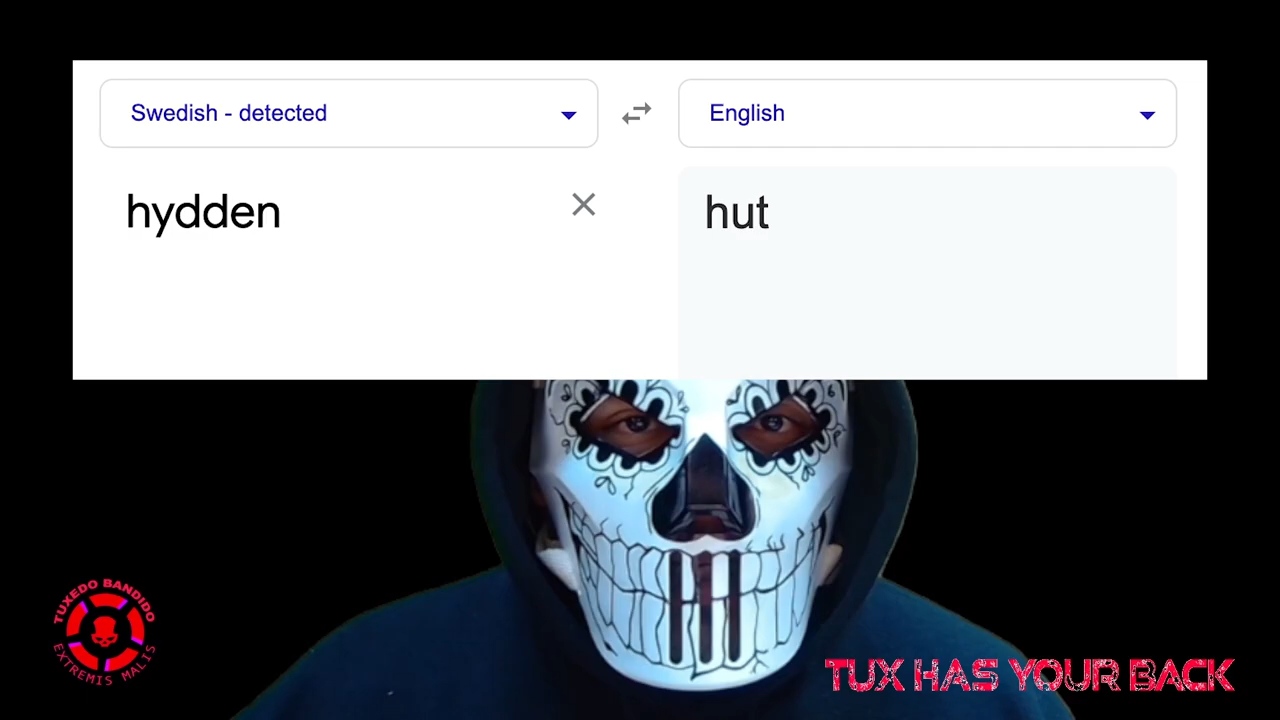 Swedish - detected
English
hydden
hut
TUXEDO BANDIDO
EXTREMIS MALIS
TUX HAS YOUR BACK